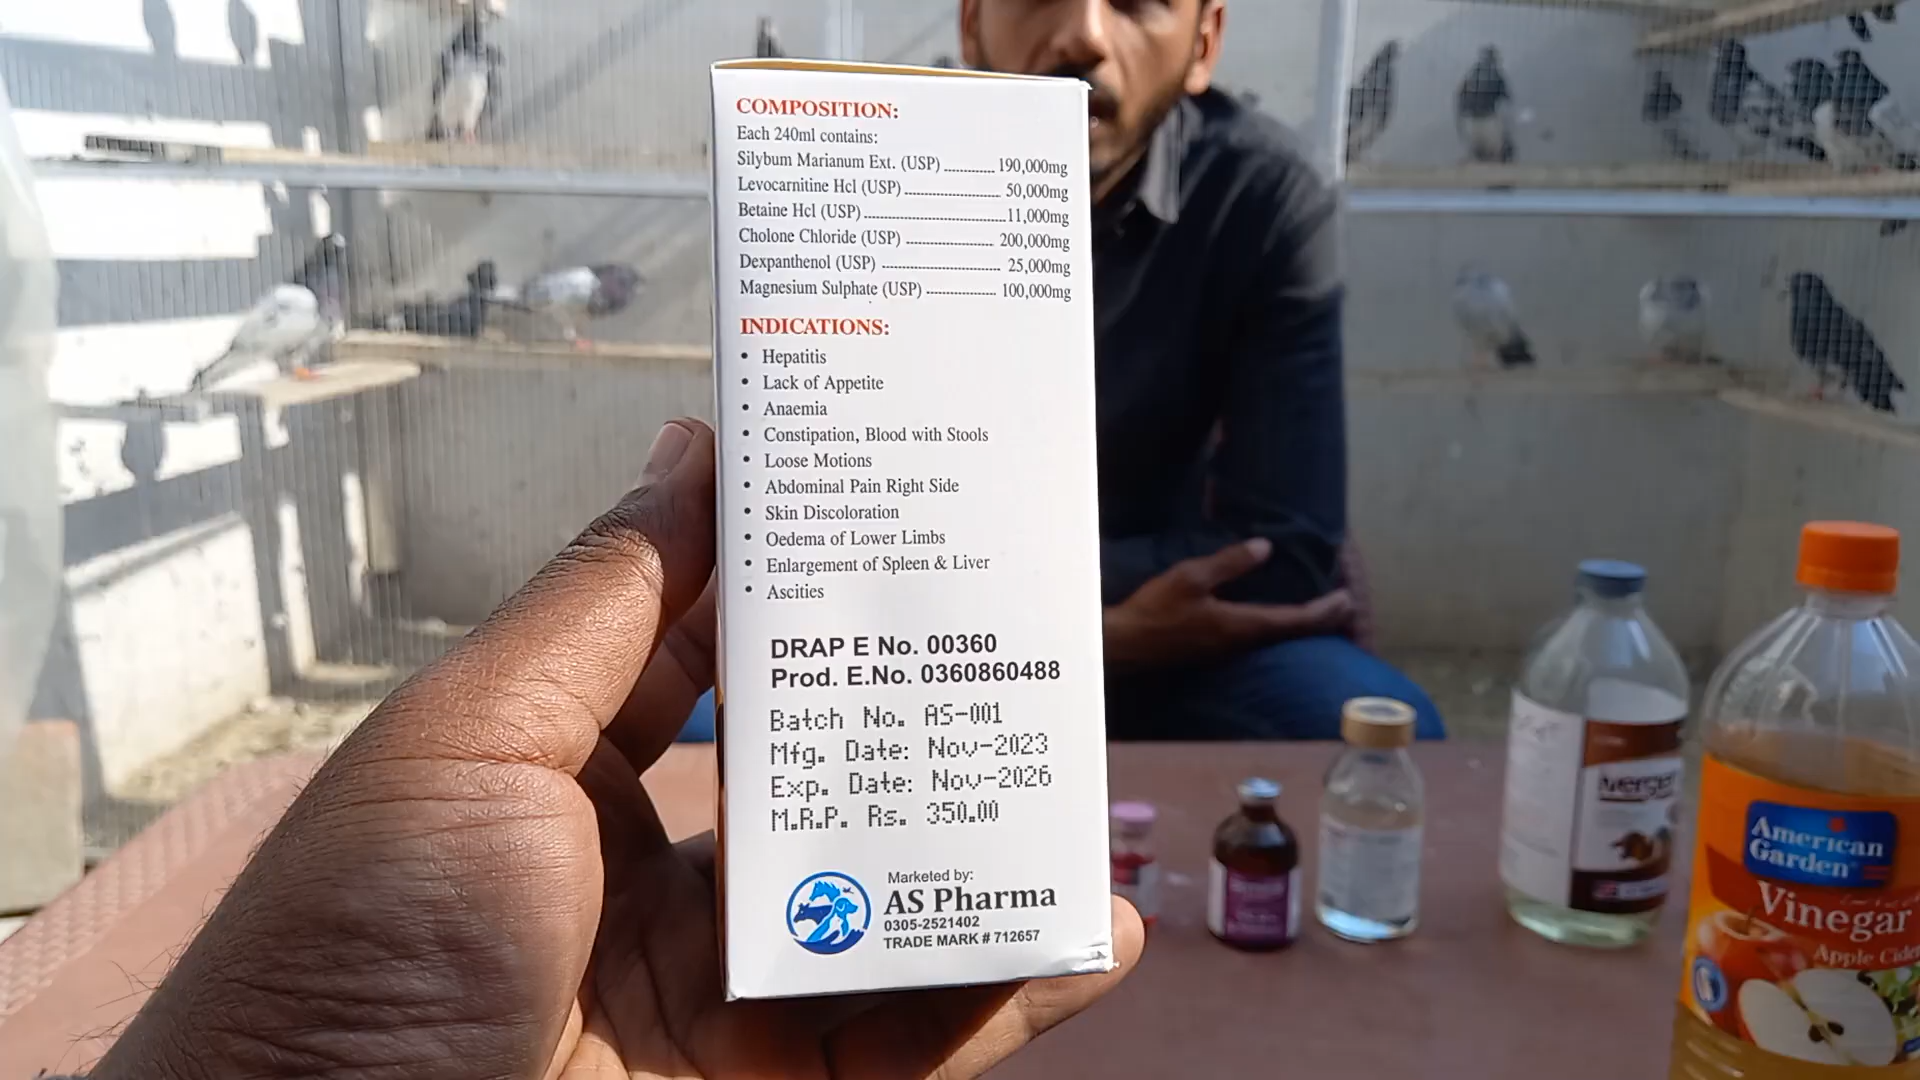 COMPOSITION:
Each 240ml contains:
Silybum Marianum Ext. (USP) ............. 190,000mg
Levocarnitine Hcl (USP) ......................... 50,000mg
Betaine Hcl (USP) .....................................11,000mg
Cholone Chloride (USP) ....................... 200,000mg
Dexpanthenol (USP) ............................... 25,000mg
Magnesium Sulphate (USP) .................. 100,000mg
INDICATIONS:
• Hepatitis
• Lack of Appetite
• Anaemia
• Constipation, Blood with Stools
• Loose Motions
• Abdominal Pain Right Side
• Skin Discoloration
• Oedema of Lower Limbs
• Enlargement of Spleen & Liver
• Ascities
DRAP E No. 00360
Prod. E.No. 0360860488
Batch No. AS-001
Mfg. Date: Nov-2023
Exp. Date: Nov-2026
M.R.P. Rs. 350.00
Marketed by:
AS Pharma
0305-2521402
TRADE MARK # 712657
American
Garden
Vinegar
Apple Cider